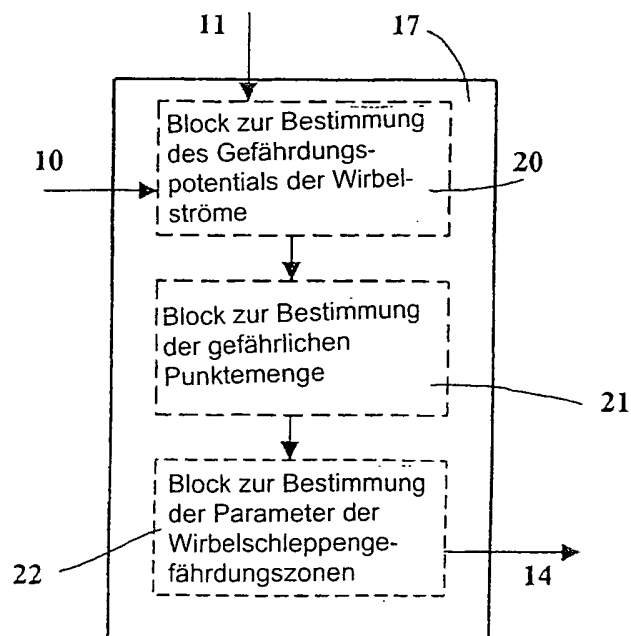 11
17
Block zur Bestimmung
des Gefährdungs-
potentials der Wirbel-
ströme
10
20
Block zur Bestimmung
der gefährlichen
Punktemenge
21
Block zur Bestimmung
der Parameter der
Wirbelschleppenge-
fährdungszonen
22
14